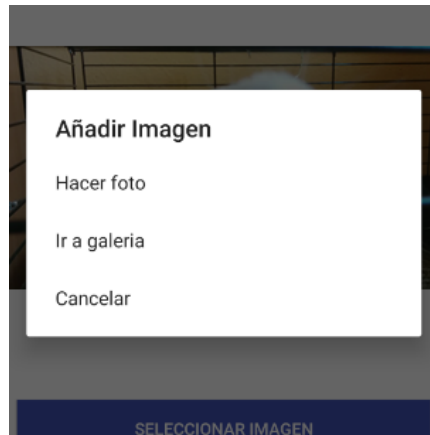 Añadir Imagen
Hacer foto
Ir a galeria
Cancelar
SELECCIONAR IMAGEN